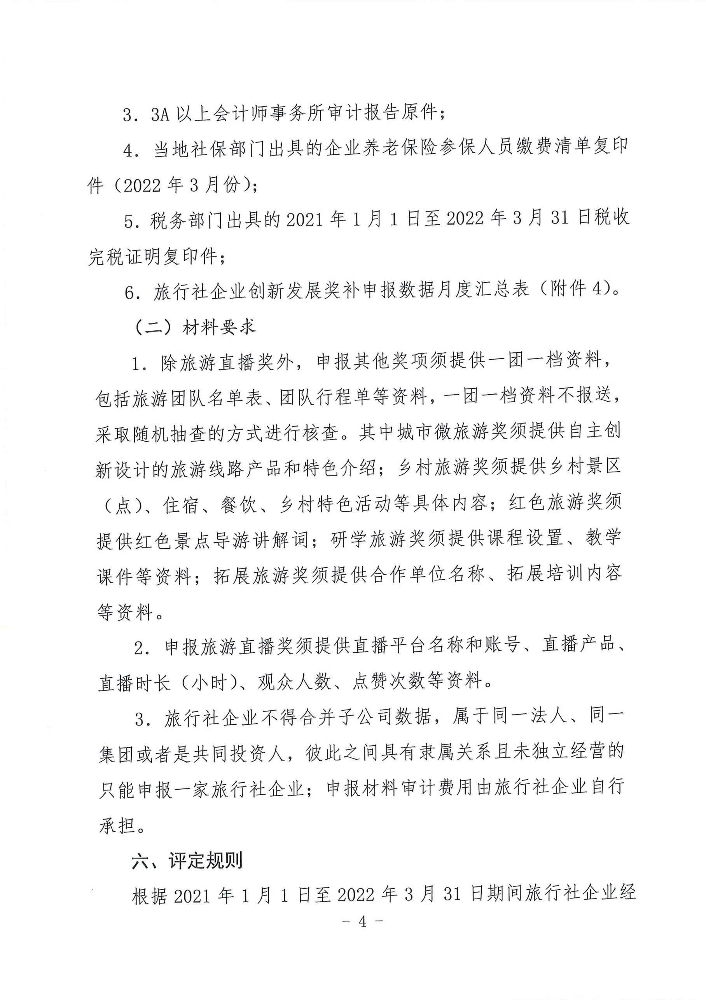 3. 3A 以上会计师事务所审计报告原件；
4. 当地社保部门出具的企业养老保险参保人员缴费清单复印
件（2022 年 3 月份）；
5. 税务部门出具的 2021 年 1 月 1 日至 2022 年 3 月 31 日税收
完税证明复印件；
6. 旅行社企业创新发展奖补申报数据月度汇总表（附件 4）。
（二）材料要求
1. 除旅游直播奖外，申报其他奖项须提供一团一档资料，
包括旅游团队名单表、团队行程单等资料，一团一档资料不报送，
采取随机抽查的方式进行核查。其中城市微旅游奖须提供自主创
新设计的旅游线路产品和特色介绍；乡村旅游奖须提供乡村景区
（点）、住宿、餐饮、乡村特色活动等具体内容；红色旅游奖须
提供红色景点导游讲解词；研学旅游奖须提供课程设置、教学
课件等资料；拓展旅游奖须提供合作单位名称、拓展培训内容
等资料。
2. 申报旅游直播奖须提供直播平台名称和账号、直播产品、
直播时长（小时）、观众人数、点赞次数等资料。
3. 旅行社企业不得合并子公司数据，属于同一法人、同一
集团或者是共同投资人，彼此之间具有隶属关系且未独立经营的
只能申报一家旅行社企业；申报材料审计费用由旅行社企业自行
承担。
六、评定规则
根据 2021 年 1 月 1 日至 2022 年 3 月 31 日期间旅行社企业经
- 4 -